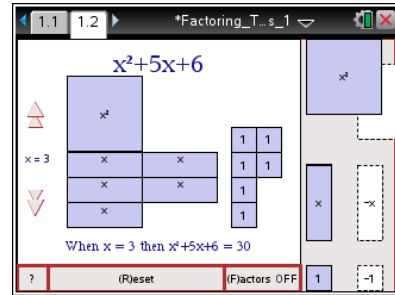 1.1 1.2 *Factoring_T...s_1
x²+5x+6
x²
x²
1 1
x x 1 1
x = 3
x x 1
x 1
x -x
When x = 3 then x²+5x+6 = 30
? (R)eset (F)actors OFF 1 -1